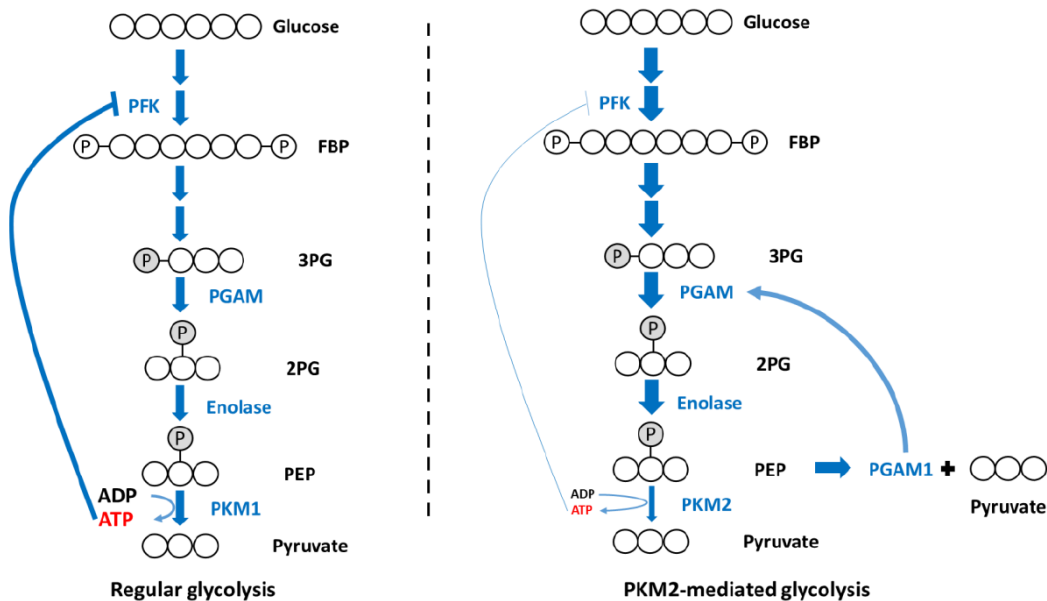 Glucose
PFK
P
P
FBP
P
3PG
PGAM
P
2PG
Enolase
P
PEP
ADP
ATP
PKM1
Pyruvate
Regular glycolysis
Glucose
PFK
P
P
FBP
P
3PG
PGAM
P
2PG
Enolase
P
PEP
PGAM1 +
Pyruvate
ADP
ATP
PKM2
Pyruvate
PKM2-mediated glycolysis